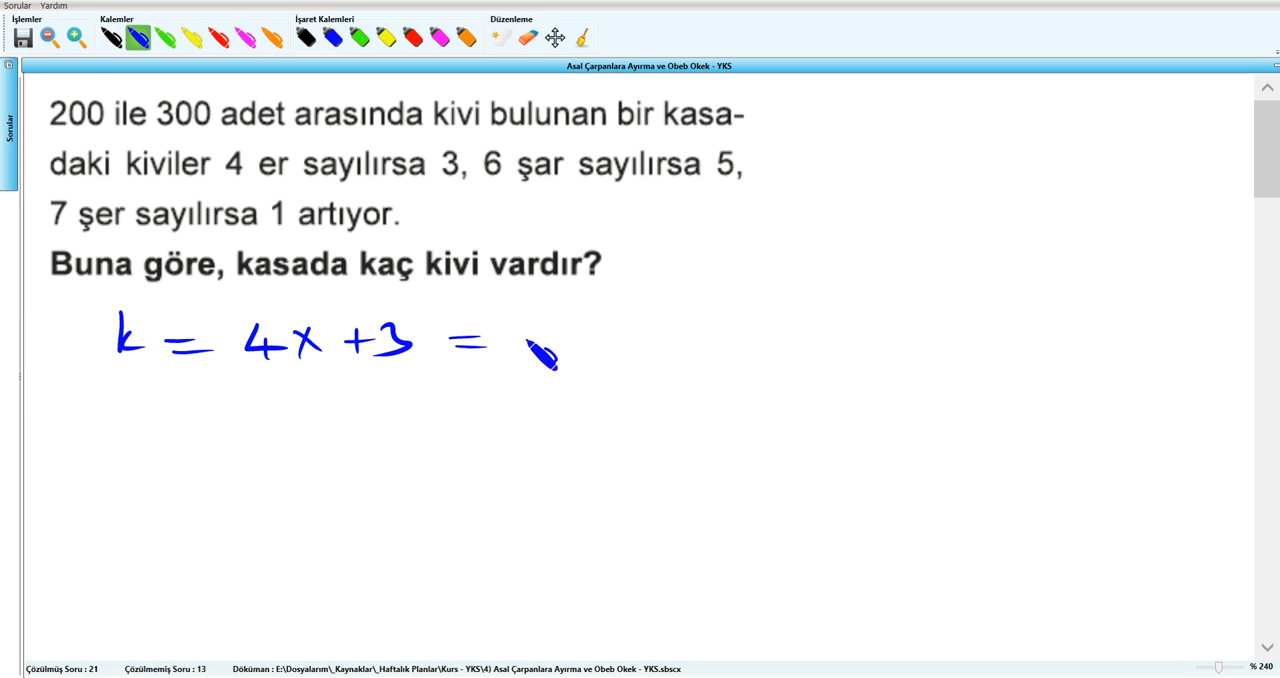 Sorular Yardım
İşlemler Kalemler İşaret Kalemleri Düzenleme
Asal Çarpanlara Ayırma ve Obeb Okek - YKS
Sorular
200 ile 300 adet arasında kivi bulunan bir kasa-
daki kiviler 4 er sayılırsa 3, 6 şar sayılırsa 5,
7 şer sayılırsa 1 artıyor.
Buna göre, kasada kaç kivi vardır?
k = 4x +3 =
Çözülmüş Soru : 21 Çözülmemiş Soru : 13 Döküman : E:\Dosyalarım\_Kaynaklar\_Haftalık Planlar\Kurs - YKS\4) Asal Çarpanlara Ayırma ve Obeb Okek - YKS.sbscx % 240